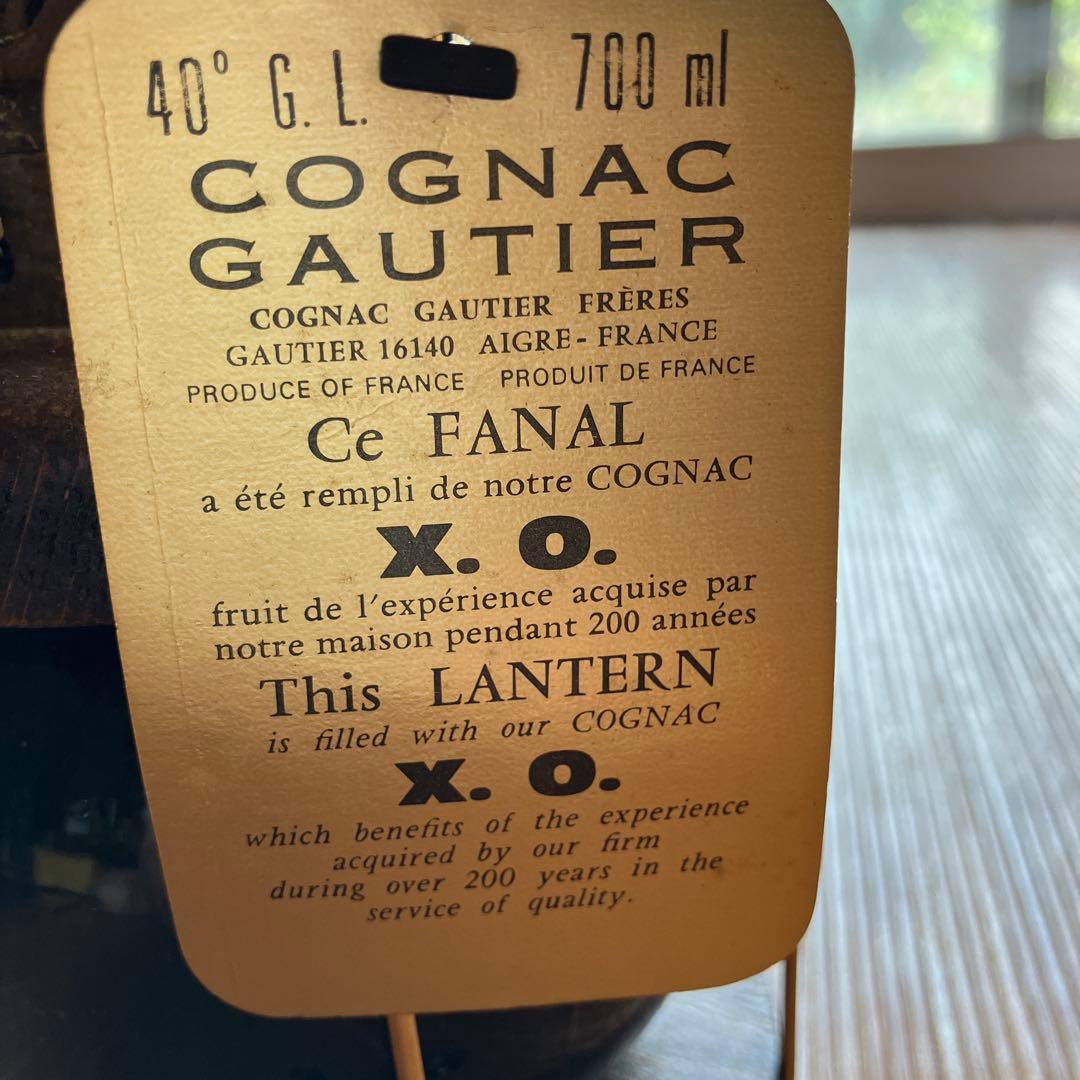 40° G. L. 700 ml
COGNAC
GAUTIER
COGNAC GAUTIER FRÈRES
GAUTIER 16140 AIGRE - FRANCE
PRODUCE OF FRANCE PRODUIT DE FRANCE
Ce FANAL
a été rempli de notre COGNAC
X. O.
fruit de l'expérience acquise par
notre maison pendant 200 années
This LANTERN
is filled with our COGNAC
X. O.
which benefits of the experience
acquired by our firm
during over 200 years in the
service of quality.